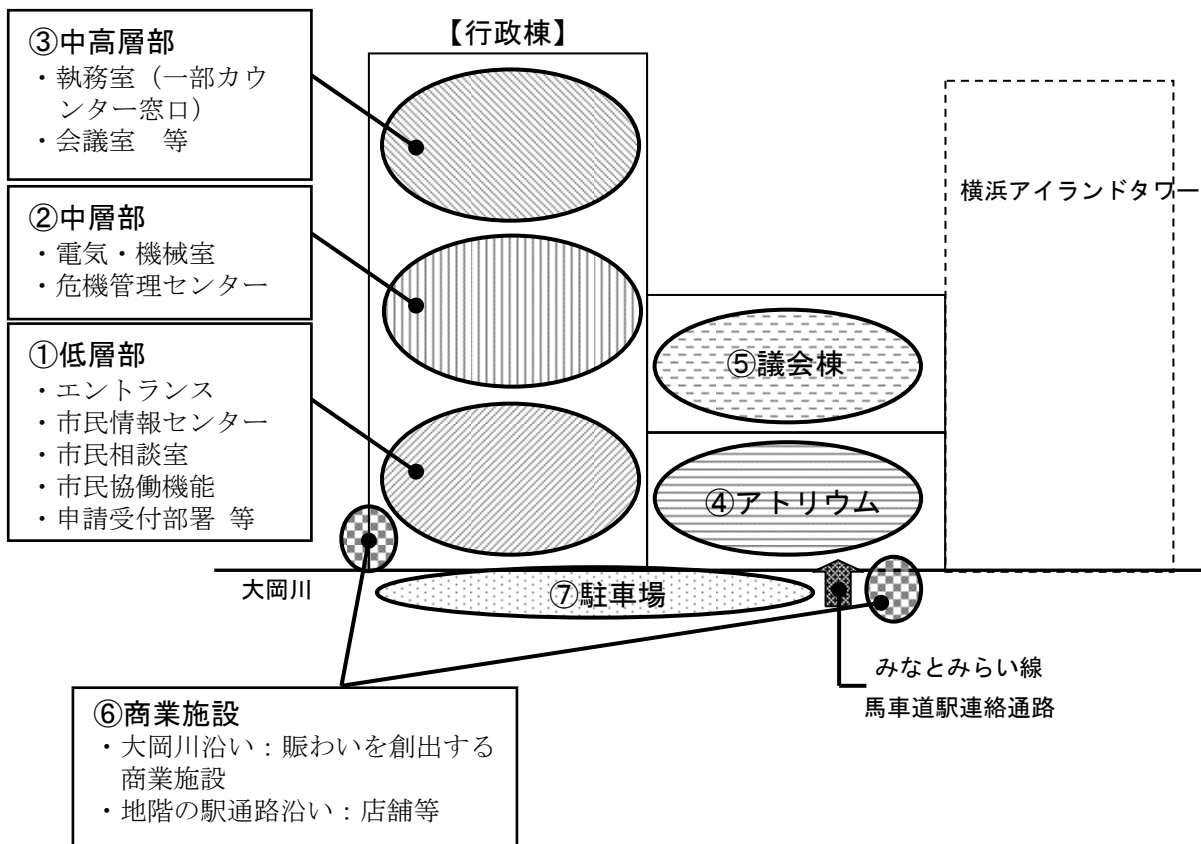 ③中高層部
・執務室（一部カウ
ンター窓口）
・会議室　等
②中層部
・電気・機械室
・危機管理センター
①低層部
・エントランス
・市民情報センター
・市民相談室
・市民協働機能
・申請受付部署 等
【行政棟】
横浜アイランドタワー
⑤議会棟
④アトリウム
大岡川
⑦駐車場
みなとみらい線
馬車道駅連絡通路
⑥商業施設
・大岡川沿い：賑わいを創出する
商業施設
・地階の駅通路沿い：店舗等